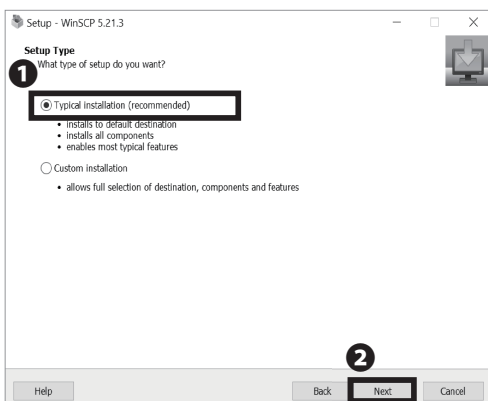 Setup - WinSCP 5.21.3
Setup Type
What type of setup do you want?
1
Typical installation (recommended)
• installs to default destination
• installs all components
• enables most typical features
Custom installation
• allows full selection of destination, components and features
2
Help Back Next Cancel